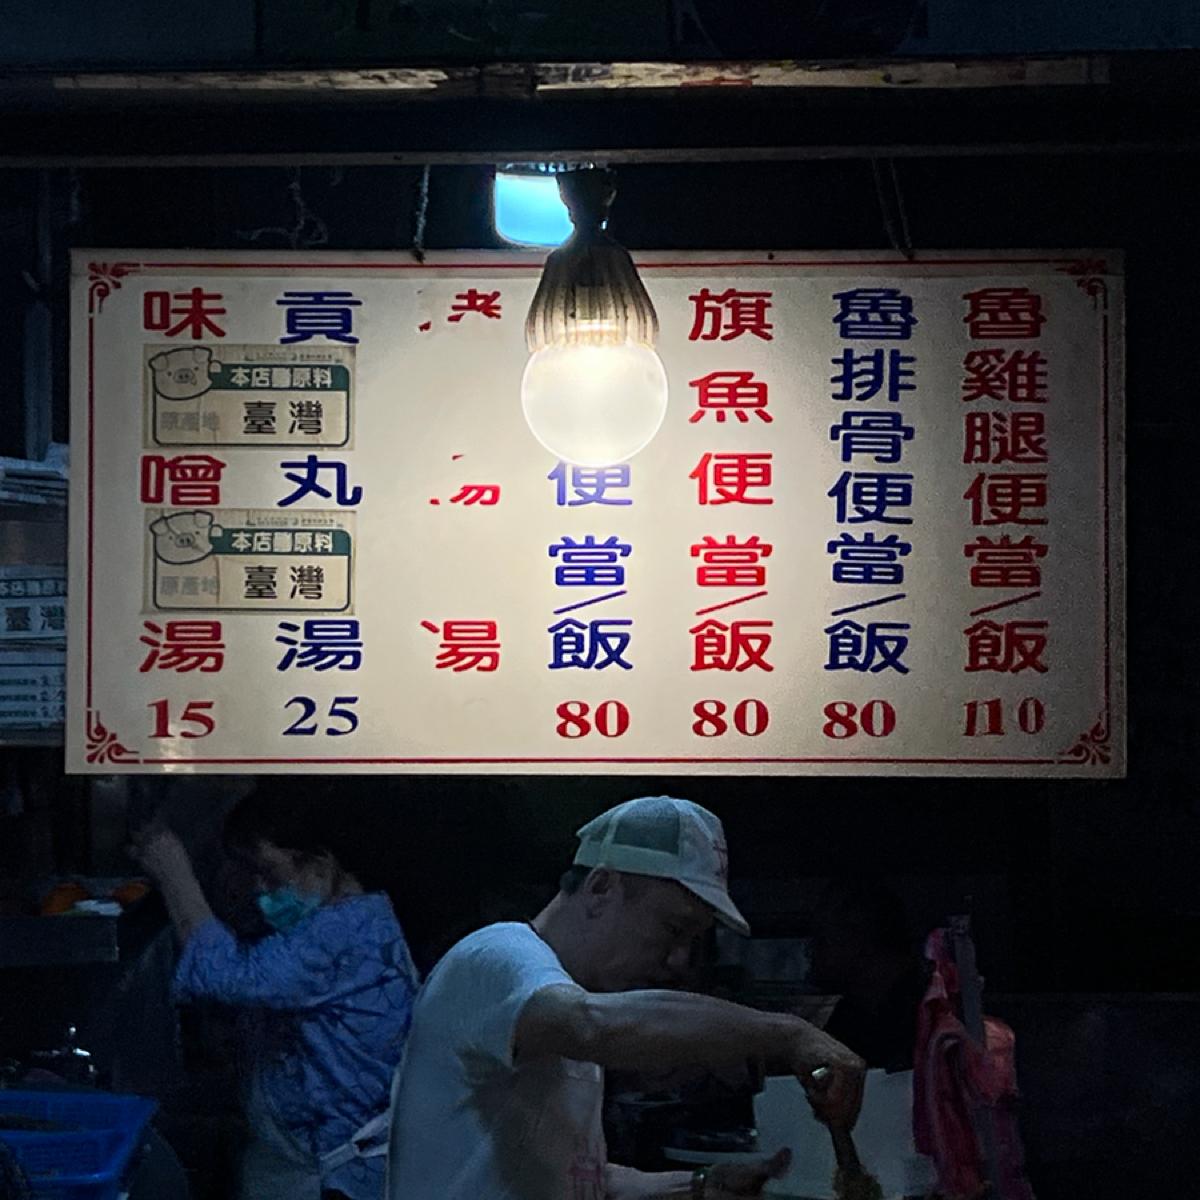 魯雞腿便當/飯
110
魯排骨便當/飯
80
旗魚便當/飯
80
便當/飯
80
湯
貢丸湯
25
味噌湯
15
本店豬原料
原產地
臺灣
本店豬原料
原產地
臺灣
臺灣